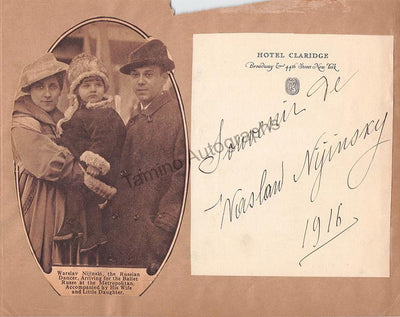 Warslav Nijinski, the Russian
Dancer, Arriving for the Ballet
Russe at the Metropolitan,
Accompanied by His Wife
and Little Daughter.
HOTEL CLARIDGE
Broadway & 44th Street New York
Souvenir de
Waslaw Nijinsky
1916
Tamino Autographs